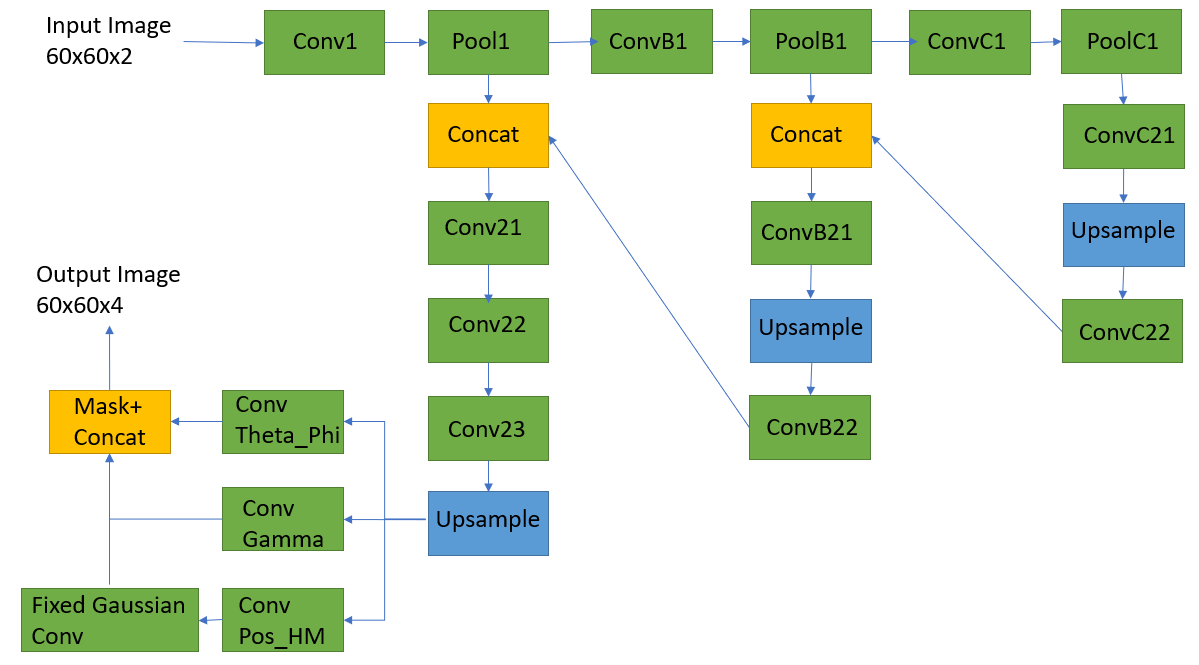 Input Image
60x60x2
Conv1
Pool1
ConvB1
PoolB1
ConvC1
PoolC1
Concat
Concat
ConvC21
Conv21
ConvB21
Upsample
Output Image
60x60x4
Conv22
Upsample
ConvC22
Mask+
Concat
Conv
Theta_Phi
Conv23
ConvB22
Conv
Gamma
Upsample
Fixed Gaussian
Conv
Conv
Pos_HM